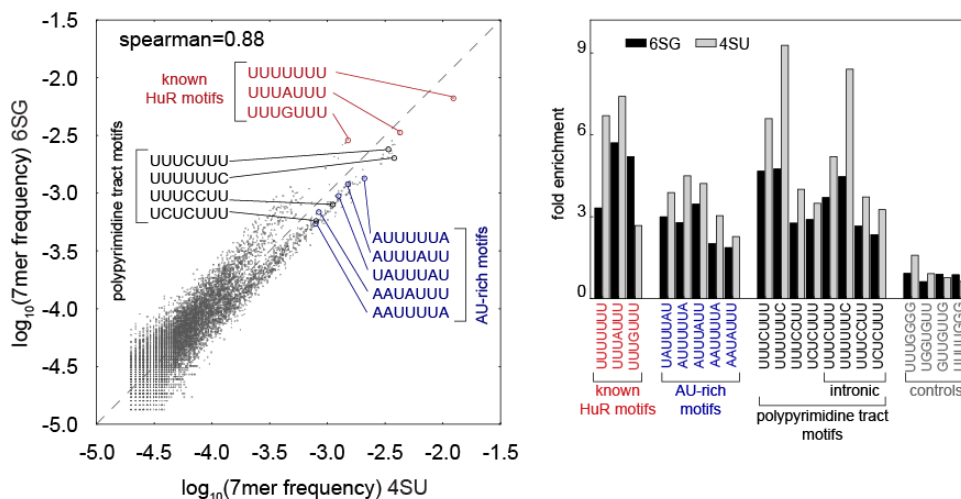 spearman=0.88
known
HuR motifs
UUUUUUU
UUUAUUU
UUUGUUU
polypyrimidine tract motifs
UUUCUUU
UUUUUUC
UUUCCUU
UCUCUUU
AUUUUUA
AUUUAUU
UAUUUAU
AAUAUUU
AAUUUUA
AU-rich motifs
log10(7mer frequency) 6SG
-1.5
-2.0
-2.5
-3.0
-3.5
-4.0
-4.5
-5.0
-5.0 -4.5 -4.0 -3.5 -3.0 -2.5 -2.0 -1.5
log10(7mer frequency) 4SU
6SG 4SU
fold enrichment
9
6
3
0
UUUUUUU
UUUAUUU
UUUGUUU
UAUUUAU
AUUUUUA
AUUUAUU
AAUUUUA
AAUAUUU
UUUCUUU
UUUUUUC
UUUCCUU
UCUCUUU
UUUCUUU
UUUUUUC
UUUCCUU
UCUCUUU
UUUGGGG
UGGUGUU
GUUGUUG
UUUUGGG
known
HuR motifs
AU-rich
motifs
intronic
polypyrimidine tract
motifs
controls